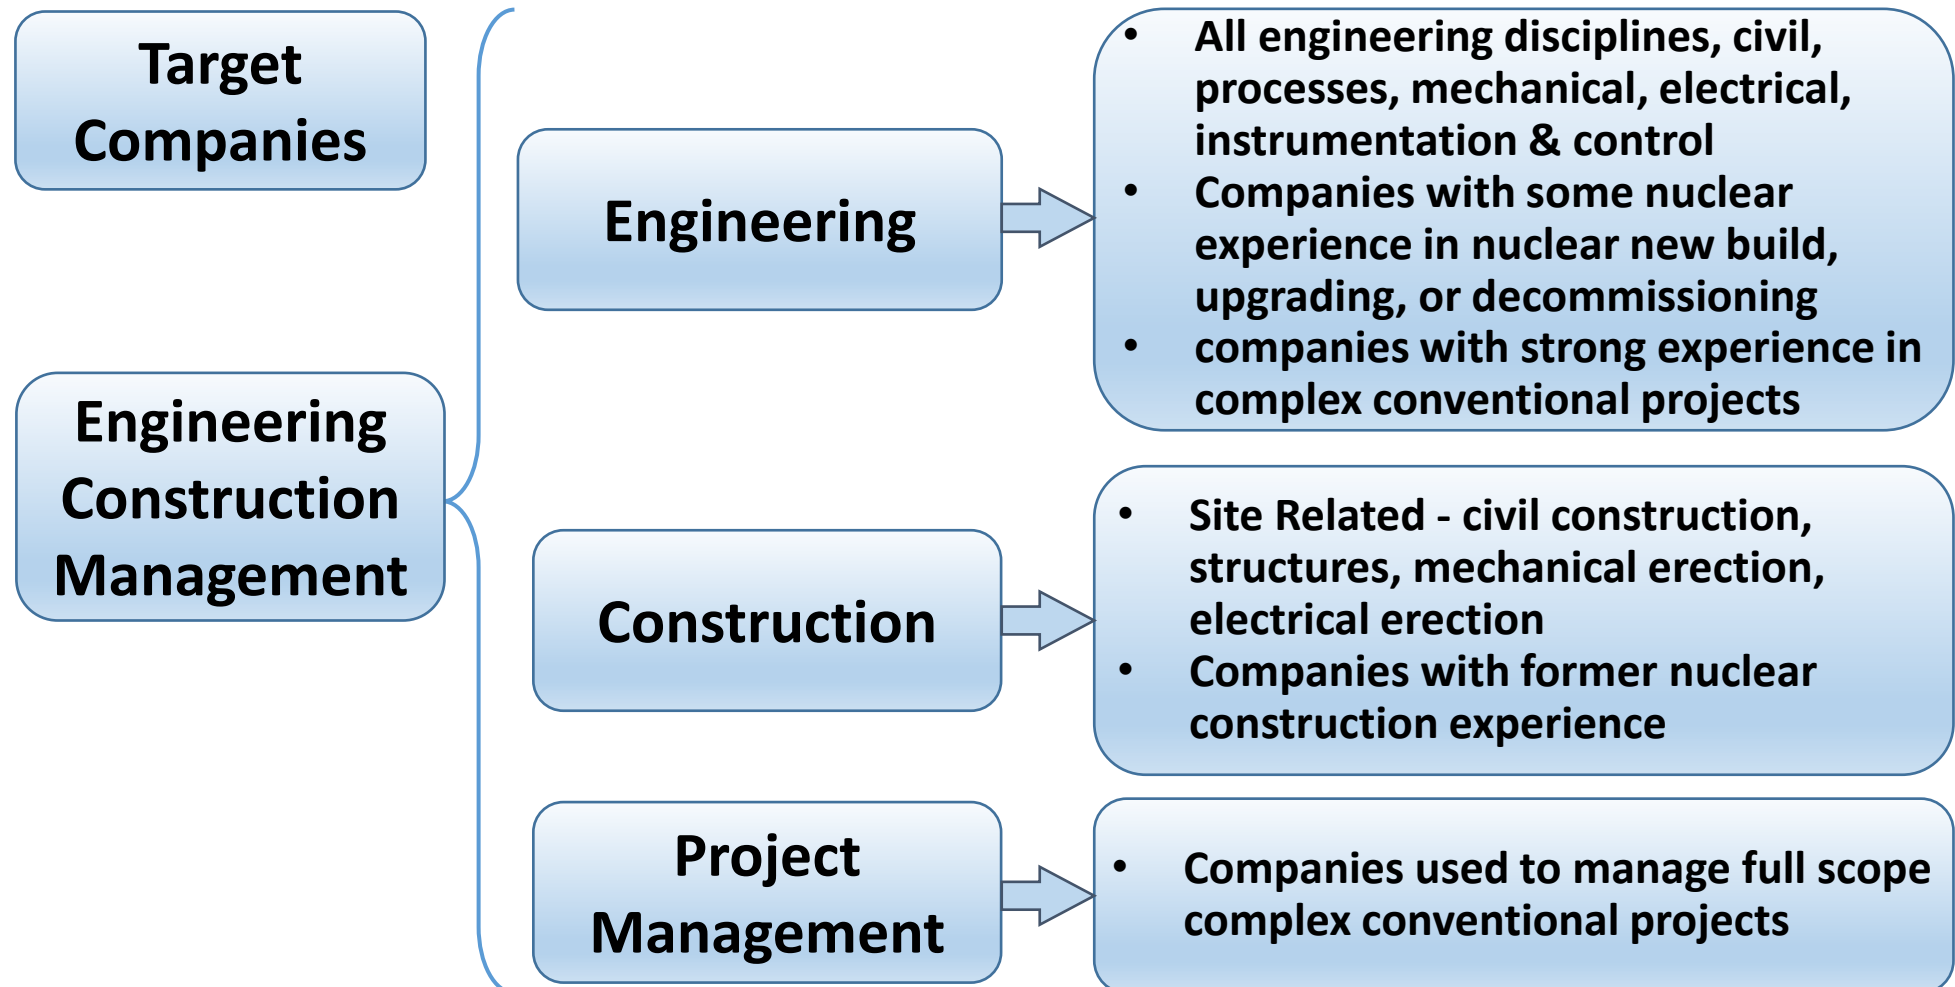 Target
Companies
Engineering
Construction
Management
Engineering
• All engineering disciplines, civil,
processes, mechanical, electrical,
instrumentation & control
• Companies with some nuclear
experience in nuclear new build,
upgrading, or decommissioning
• companies with strong experience in
complex conventional projects
Construction
• Site Related - civil construction,
structures, mechanical erection,
electrical erection
• Companies with former nuclear
construction experience
Project
Management
• Companies used to manage full scope
complex conventional projects